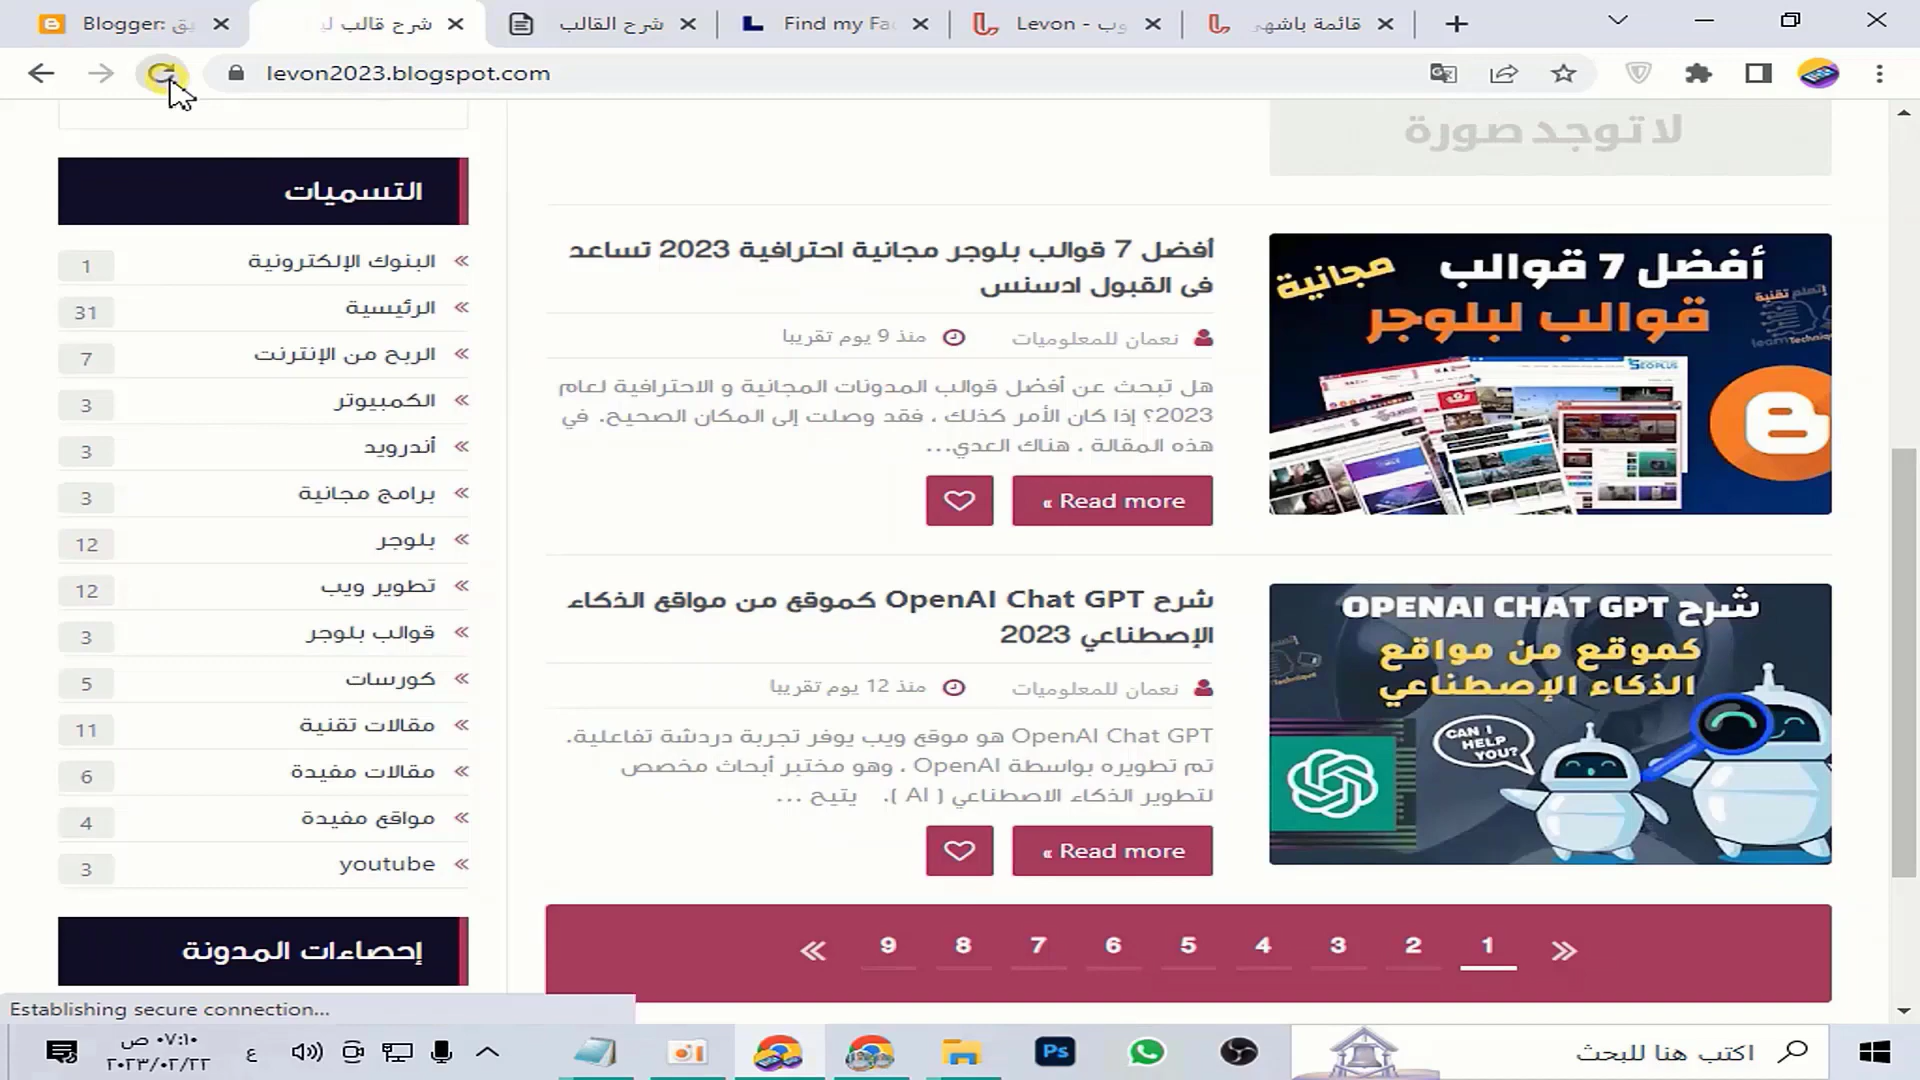 Blogger:
شرح قالب
شرح القالب
Find my Fa
Levon - وب
قائمة باشهى
levon2023.blogspot.com
لا توجد صورة
التسميات
البنوك الإلكترونية 1
الرئيسية 31
الربح من الإنترنت 7
الكمبيوتر 3
أندرويد 3
برامج مجانية 3
بلوجر 12
تطوير ويب 12
قوالب بلوجر 3
كورسات 5
مقالات تقنية 11
مقالات مفيدة 6
مواقع مفيدة 4
youtube 3
إحصاءات المدونة
أفضل 7 قوالب بلوجر مجانية احترافية 2023 تساعد
فى القبول ادسنس
نعمان للمعلوميات
منذ 9 يوم تقريبا
هل تبحث عن أفضل قوالب المدونات المجانية و الاحترافية لعام
2023؟ إذا كان الأمر كذلك ، فقد وصلت إلى المكان الصحيح. في
هذه المقالة ، هناك العدي...
Read more »
أفضل 7 قوالب
مجانية
قوالب لبلوجر
إتعلم تقنية
learnTechnique
SEOPLUS
شرح OpenAI Chat GPT كموقع من مواقع الذكاء
الإصطناعي 2023
نعمان للمعلوميات
منذ 12 يوم تقريبا
OpenAI Chat GPT هو موقع ويب يوفر تجربة دردشة تفاعلية.
تم تطويره بواسطة OpenAI ، وهو مختبر أبحاث مخصص
لتطوير الذكاء الاصطناعي ( AI ). يتيح ...
Read more »
شرح OPENAI CHAT GPT
كموقع من مواقع
الذكاء الإصطناعي
CAN I
HELP
YOU?
» 1 2 3 4 5 6 7 8 9 «
Establishing secure connection...
٠٧:١٠ ص
٢٠٢٣/٠٢/٢٢
ع
Ps
اكتب هنا للبحث